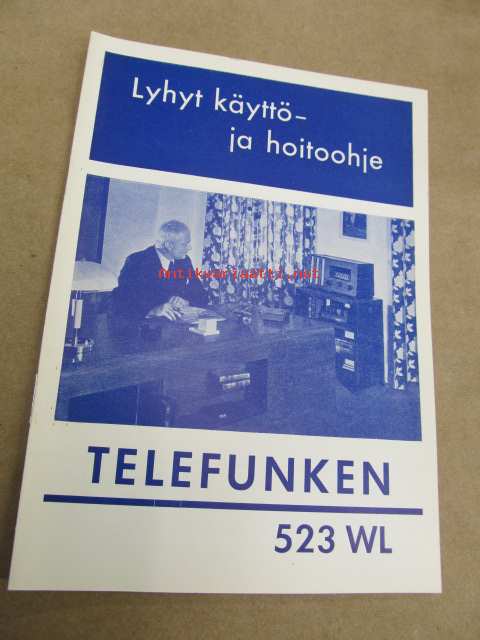 Lyhyt käyttö-
ja hoitoohje
Antikvariaatti.net
TELEFUNKEN
523 WL